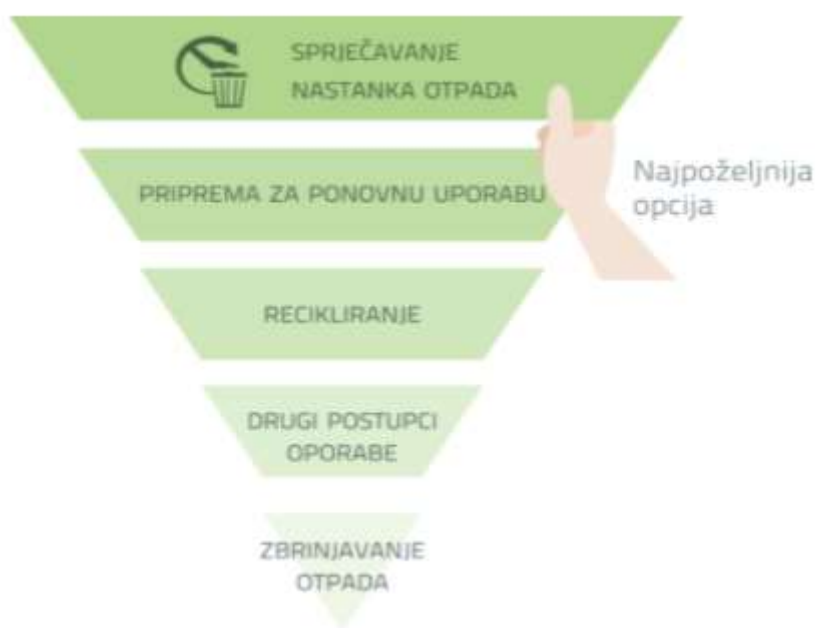 SPRJEČAVANJE
NASTANKA OTPADA
PRIPREMA ZA PONOVNU UPORABU
Najpoželjnija
opcija
RECIKLIRANJE
DRUGI POSTUPCI
OPORABE
ZBRINJAVANJE
OTPADA